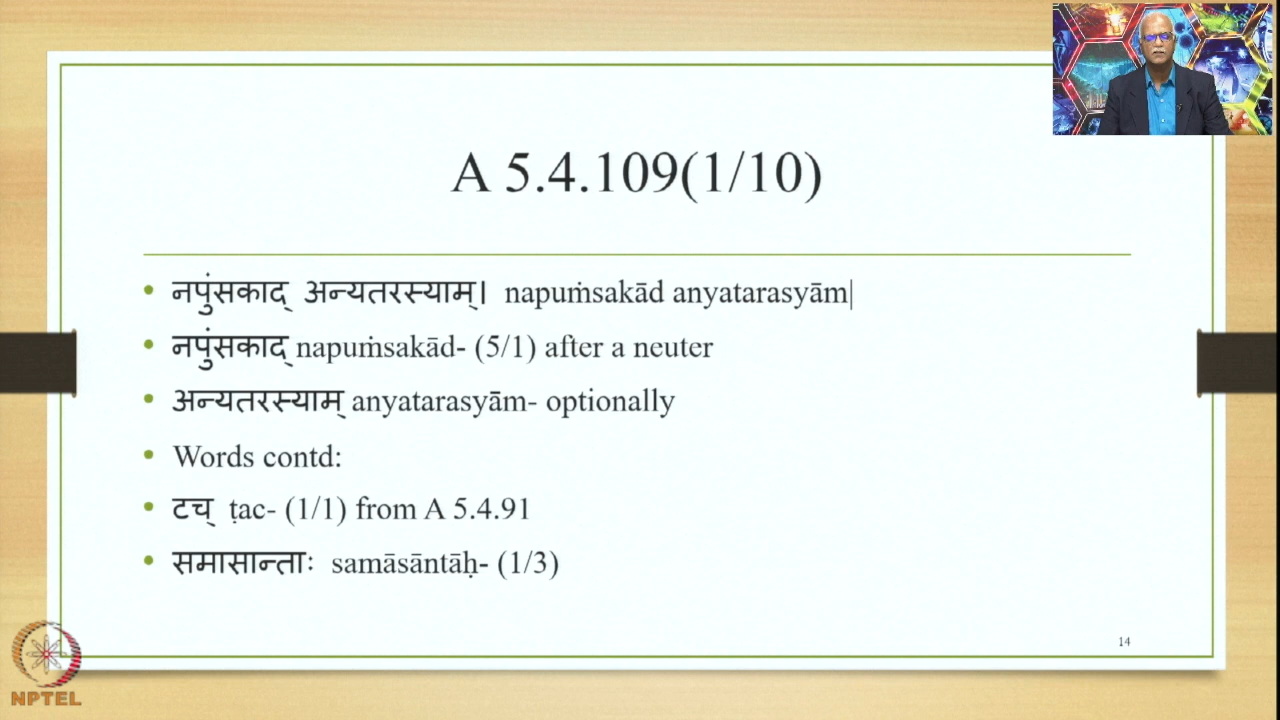 A 5.4.109(1/10)
• नपुंसकाद् अन्यतरस्याम्। napuṁsakād anyatarasyām|
• नपुंसकाद् napuṁsakād- (5/1) after a neuter
• अन्यतरस्याम् anyatarasyām- optionally
• Words contd:
• टच् ṭac- (1/1) from A 5.4.91
• समासान्ताः samāsāntāḥ- (1/3)
14
NPTEL